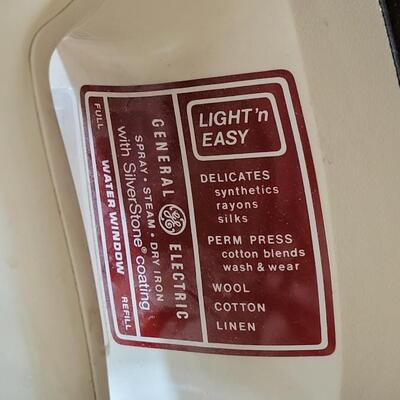 LIGHT 'n
EASY
DELICATES
synthetics
rayons
silks
PERM PRESS
cotton blends
wash & wear
WOOL
COTTON
LINEN
GENERAL GE ELECTRIC
SPRAY • STEAM • DRY IRON
with SilverStone® coating
FULL WATER WINDOW REFILL